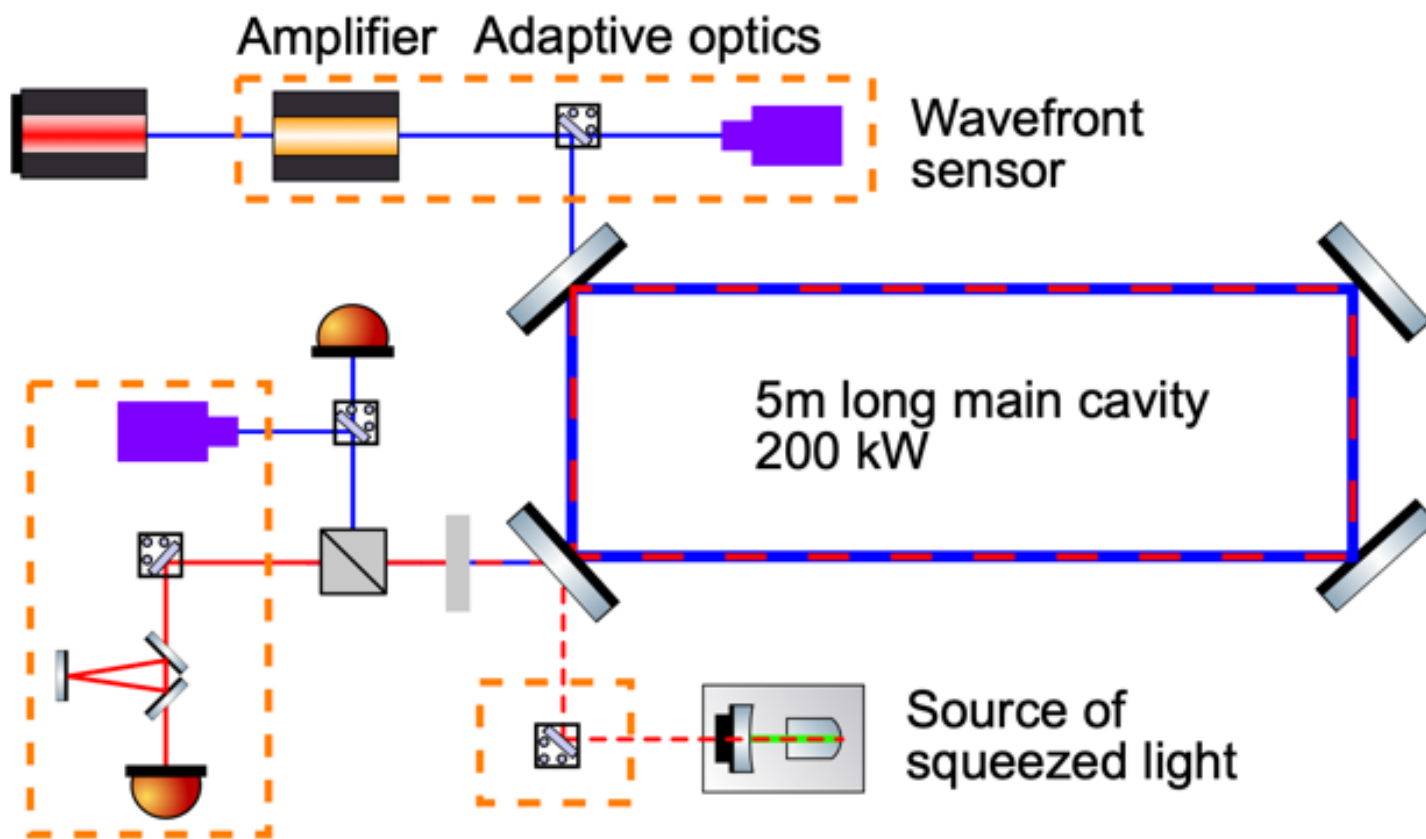 Amplifier
Adaptive optics
Wavefront
sensor
5m long main cavity
200 kW
Source of
squeezed light